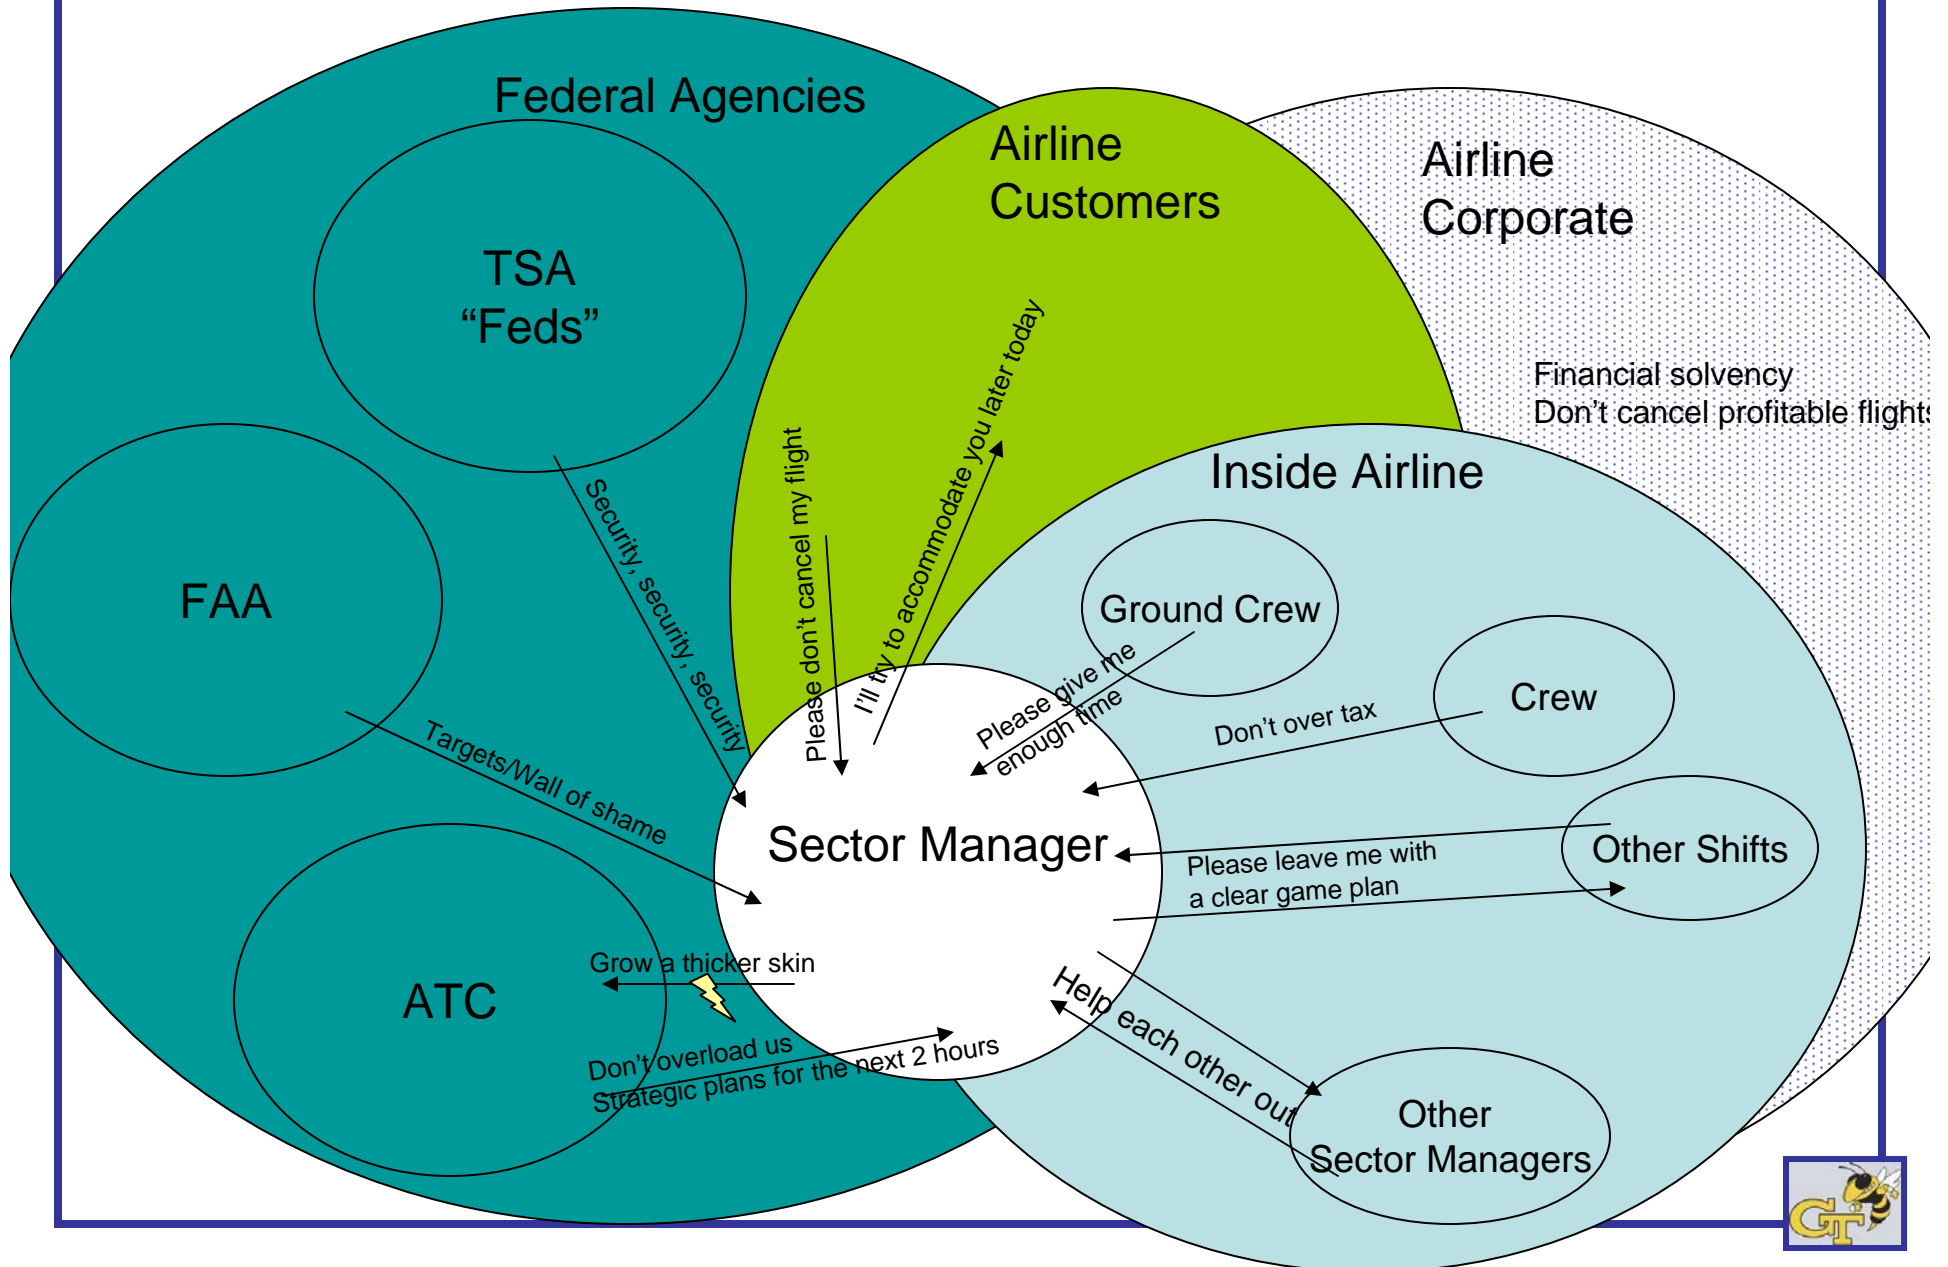 Federal Agencies
Airline
Customers
Airline
Corporate
TSA
“Feds”
Financial solvency
Don’t cancel profitable flights
Inside Airline
Security, security, security
Please don’t cancel my flight
I’ll try to accommodate you later today
FAA
Ground Crew
Please give me
enough time
Crew
Don’t over tax
Targets/Wall of shame
Sector Manager
Other Shifts
Please leave me with
a clear game plan
Grow a thicker skin
ATC
Help each other out
Don’t overload us
Strategic plans for the next 2 hours
Other
Sector Managers
GT